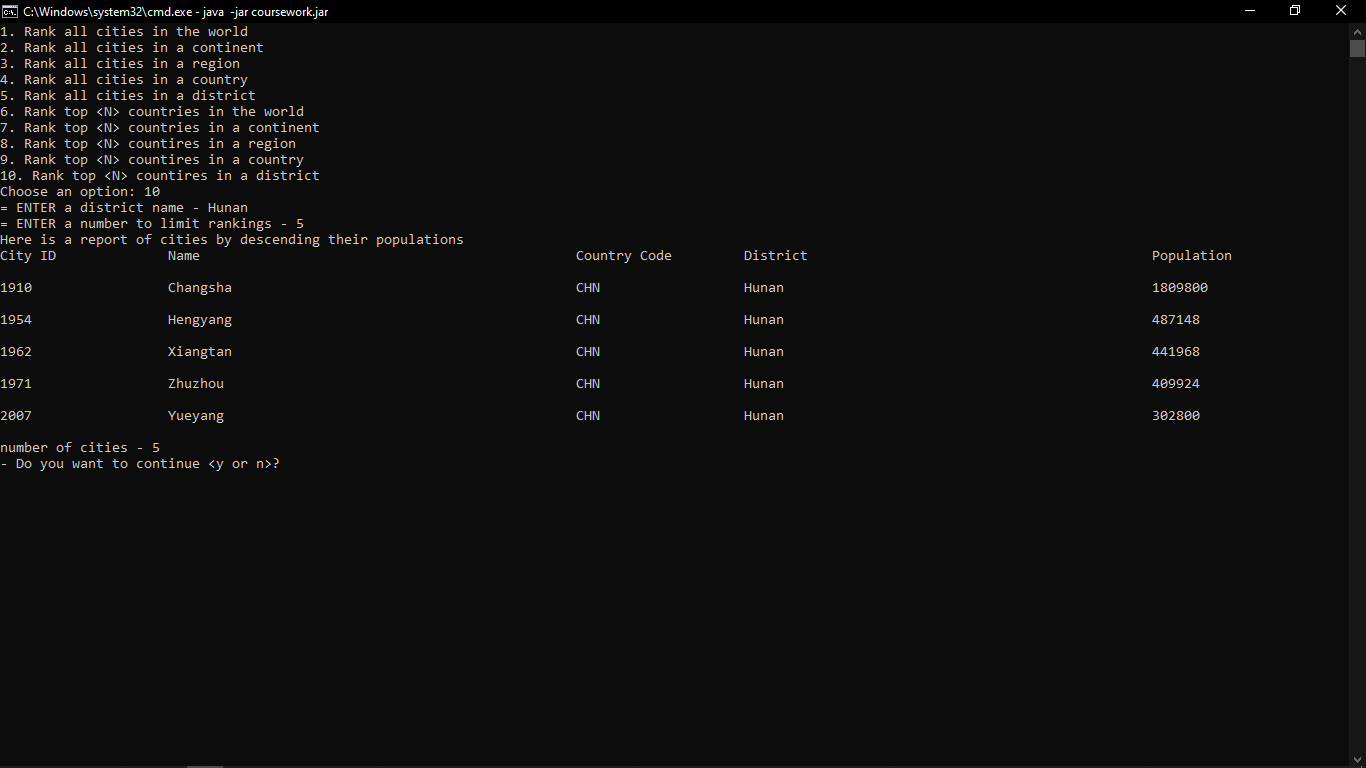 C:\Windows\system32\cmd.exe - java  -jar coursework.jar
1. Rank all cities in the world
2. Rank all cities in a continent
3. Rank all cities in a region
4. Rank all cities in a country
5. Rank all cities in a district
6. Rank top <N> countries in the world
7. Rank top <N> countries in a continent
8. Rank top <N> countires in a region
9. Rank top <N> countires in a country
10. Rank top <N> countires in a district
Choose an option: 10
= ENTER a district name - Hunan
= ENTER a number to limit rankings - 5
Here is a report of cities by descending their populations
City ID Name Country Code District Population
1910 Changsha CHN Hunan 1809800
1954 Hengyang CHN Hunan 487148
1962 Xiangtan CHN Hunan 441968
1971 Zhuzhou CHN Hunan 409924
2007 Yueyang CHN Hunan 302800
number of cities - 5
- Do you want to continue <y or n>?